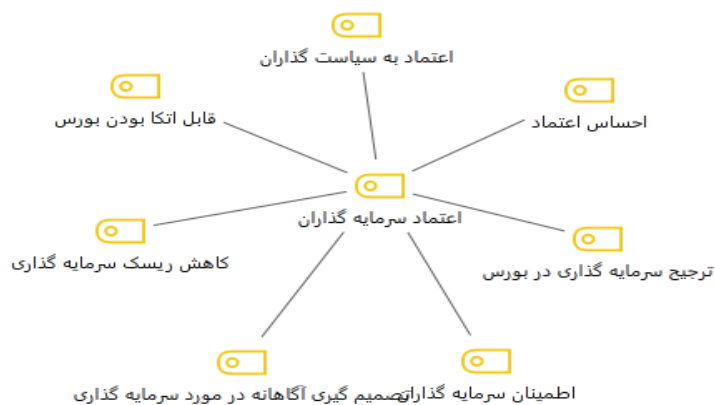 اعتماد به سیاست گذاران
احساس اعتماد
قابل اتکا بودن بورس
اعتماد سرمایه گذاران
ترجیح سرمایه گذاری در بورس
کاهش ریسک سرمایه گذاری
اطمینان سرمایه گذاران
تصمیم گیری آگاهانه در مورد سرمایه گذاری